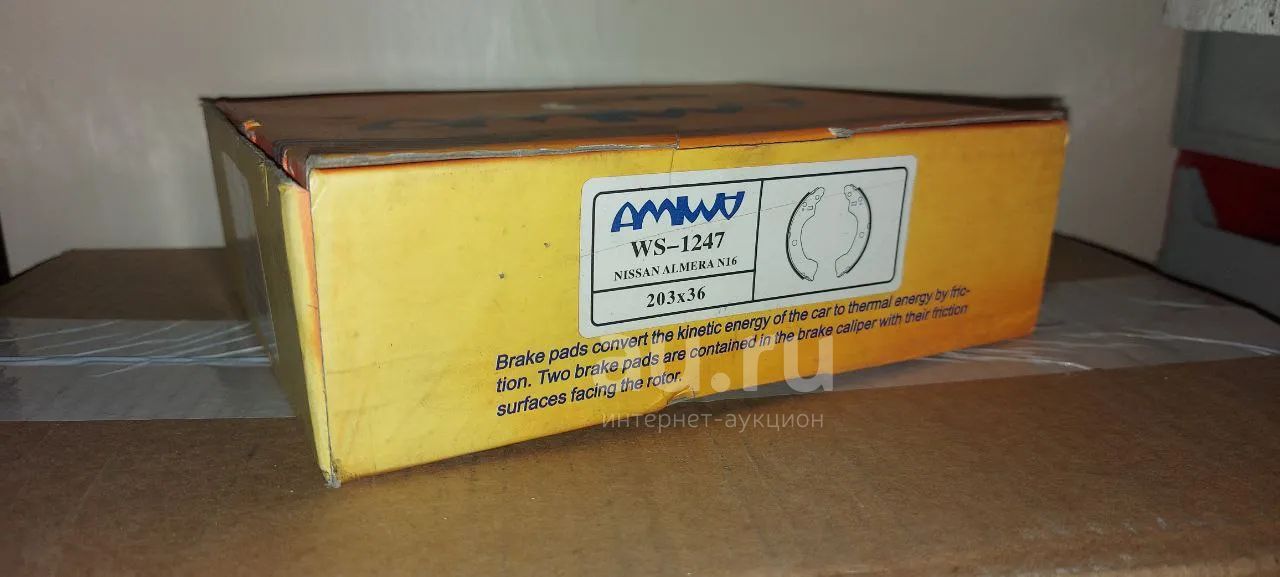 AMIWA
WS-1247
NISSAN ALMERA N16
203x36
Brake pads convert the kinetic energy of the car to thermal energy by fric-
tion. Two brake pads are contained in the brake caliper with their friction
surfaces facing the rotor.
au.ru
интернет-аукцион